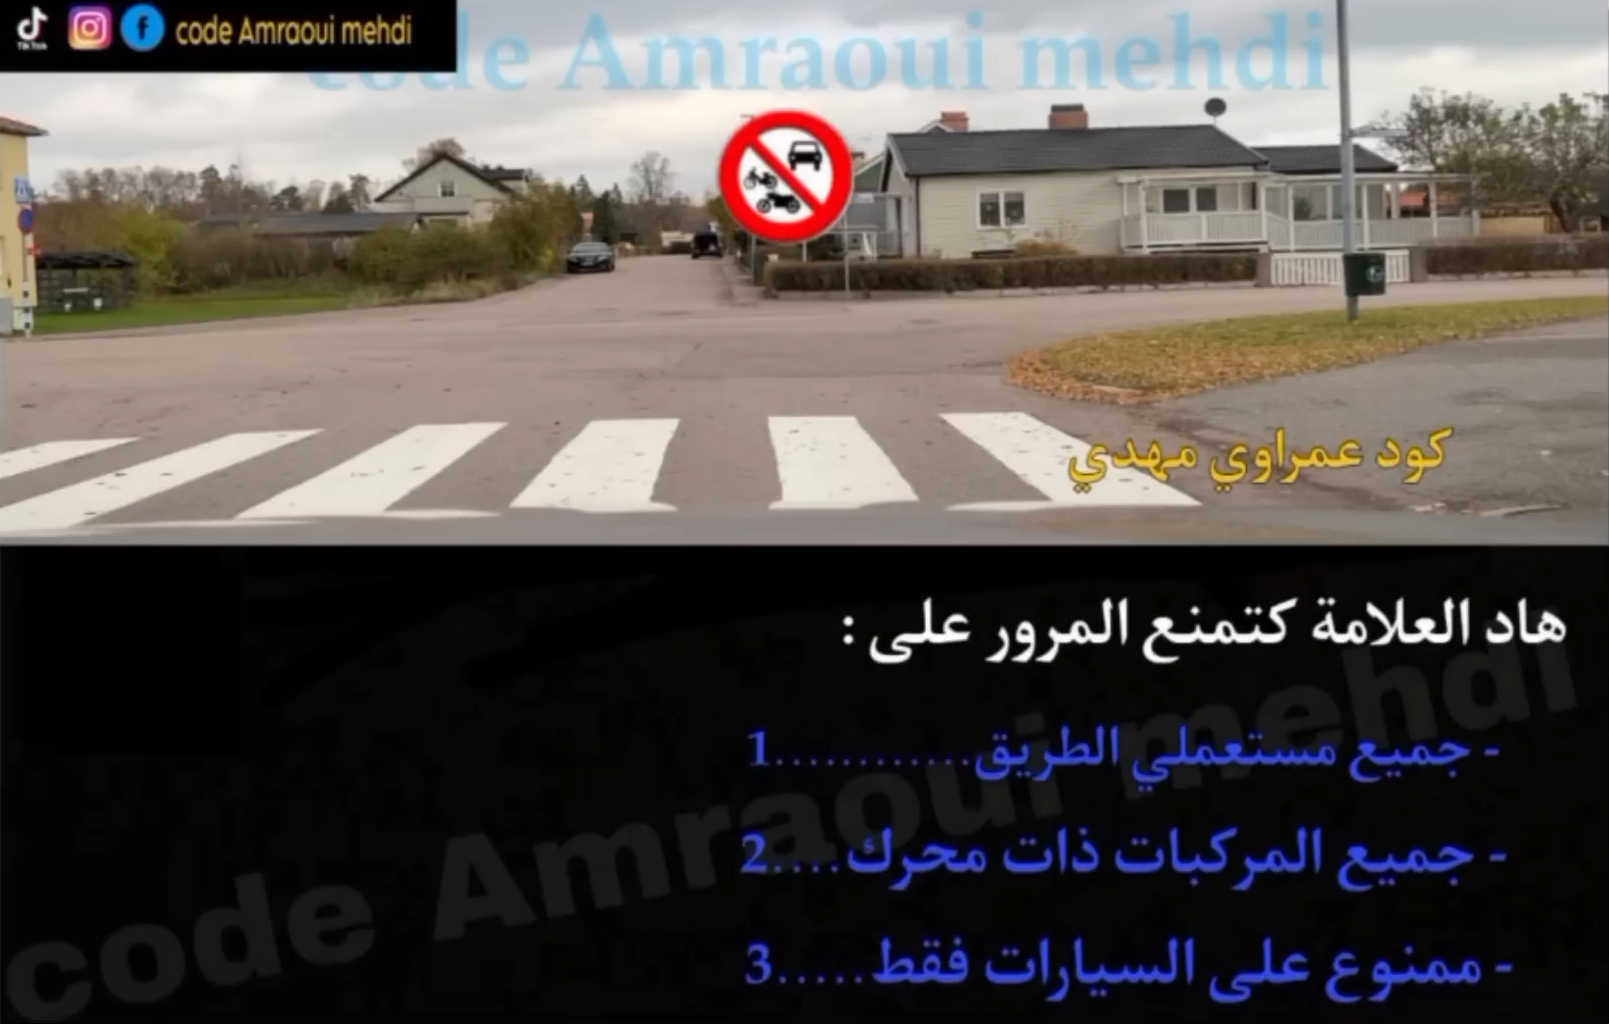 TikTok
code Amraoui mehdi
code Amraoui mehdi
كود عمراوي مهدي
هاد العلامة كتمنع المرور على :
- جميع مستعملي الطريق............1
- جميع المركبات ذات محرك....2
- ممنوع على السيارات فقط.....3
code Amraoui mehdi